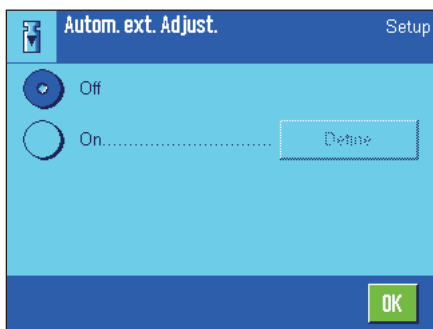 Autom. ext. Adjust. Setup
Off
On............................ Define
OK